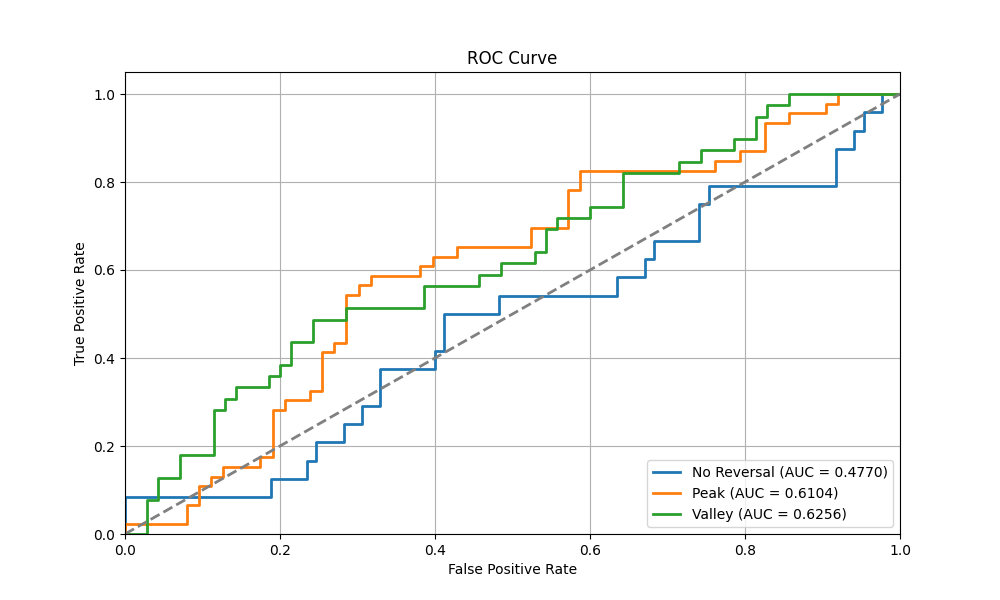 ROC Curve
True Positive Rate
1.0
0.8
0.6
0.4
0.2
0.0
No Reversal (AUC = 0.4770)
Peak (AUC = 0.6104)
Valley (AUC = 0.6256)
0.0 0.2 0.4 0.6 0.8 1.0
False Positive Rate